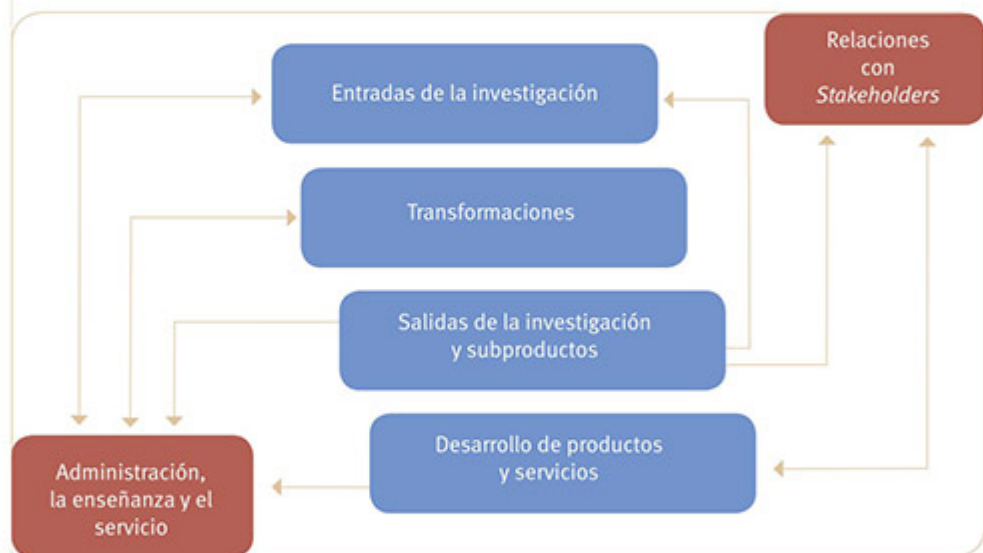 Relaciones
con
Stakeholders
Entradas de la investigación
Transformaciones
Salidas de la investigación
y subproductos
Desarrollo de productos
y servicios
Administración,
la enseñanza y el
servicio